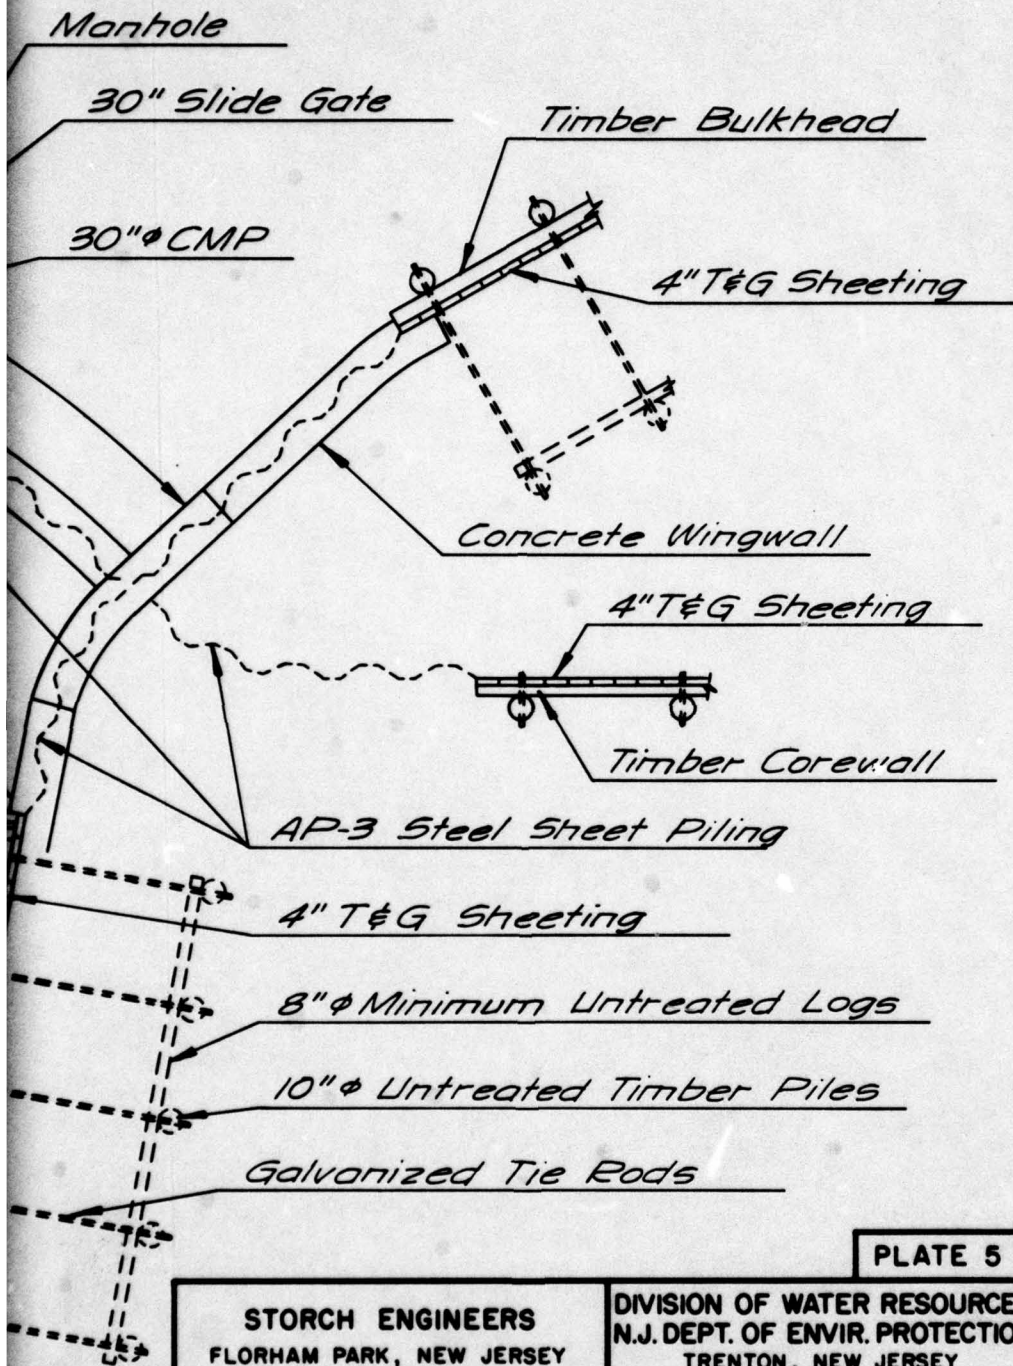 Manhole
30" Slide Gate
Timber Bulkhead
30"ϕ CMP
4" T&G Sheeting
Concrete Wingwall
4" T&G Sheeting
Timber Corewall
AP-3 Steel Sheet Piling
4" T&G Sheeting
8"ϕ Minimum Untreated Logs
10"ϕ Untreated Timber Piles
Galvanized Tie Rods
PLATE 5
STORCH ENGINEERS
FLORHAM PARK, NEW JERSEY
DIVISION OF WATER RESOURCE
N.J. DEPT. OF ENVIR. PROTECTIO
TRENTON, NEW JERSEY